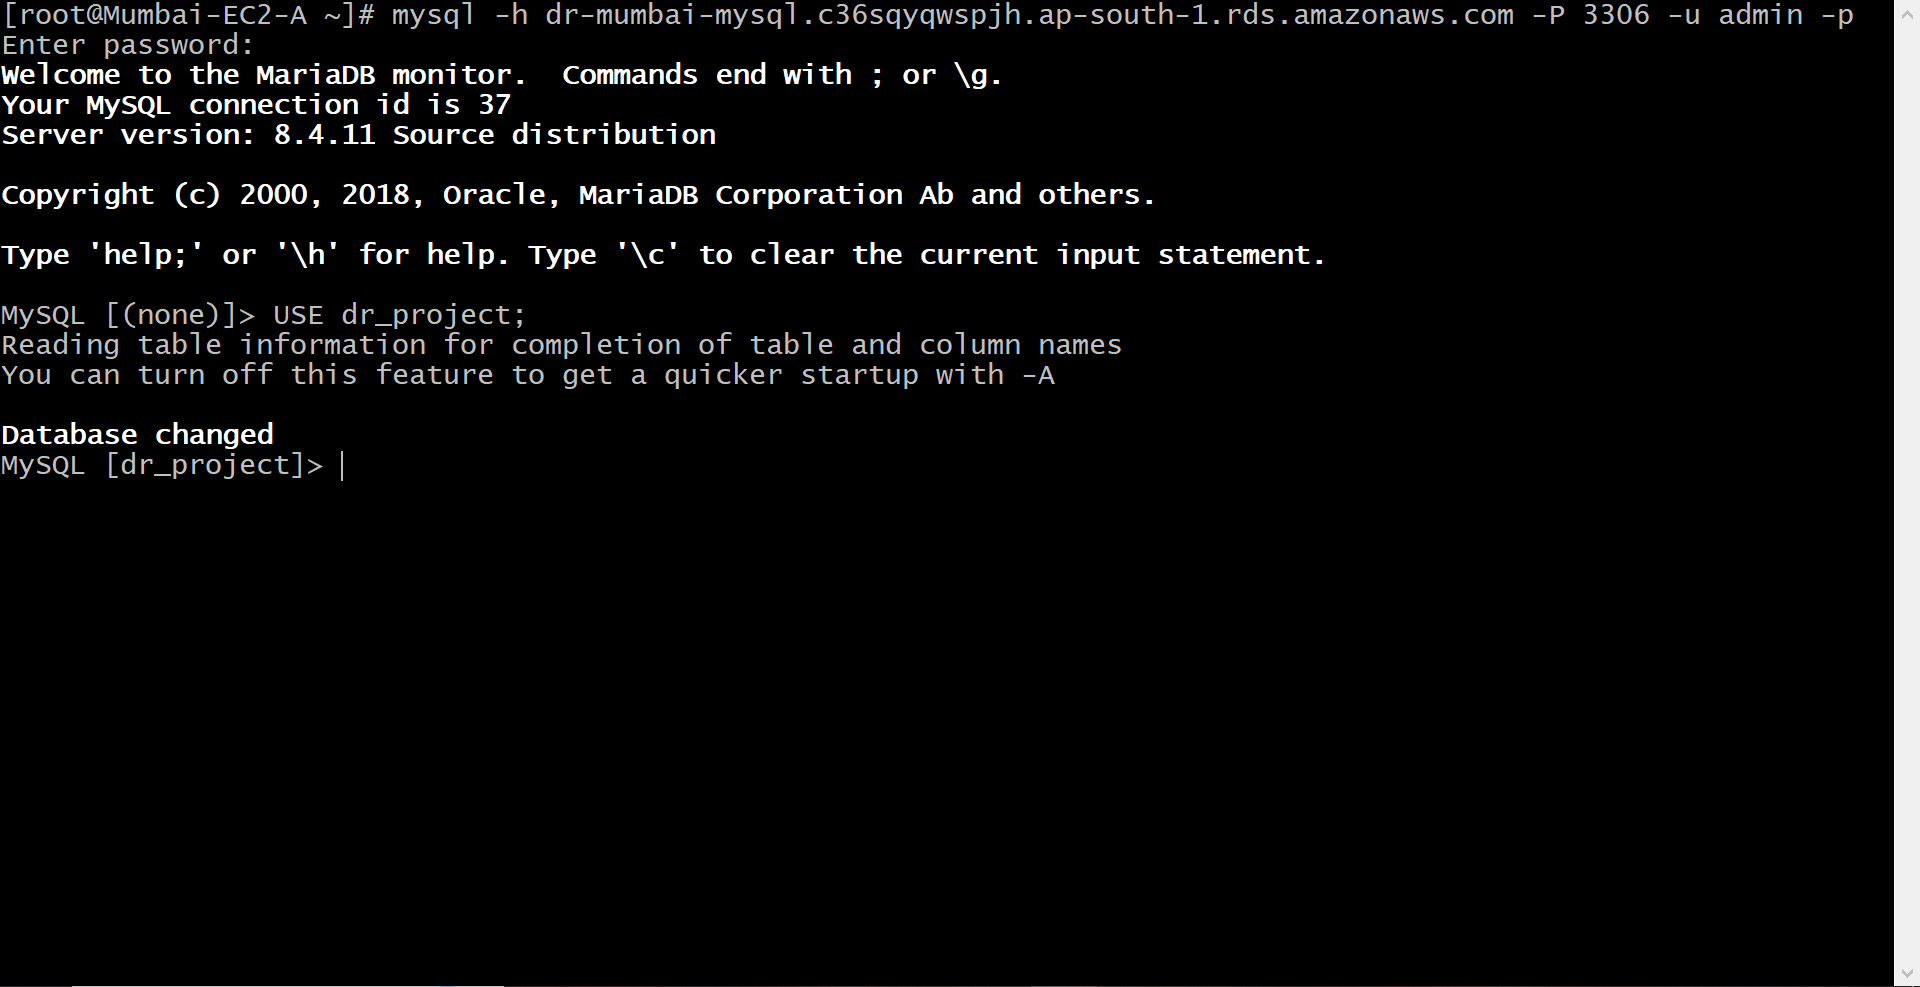 [root@Mumbai-EC2-A ~]# mysql -h dr-mumbai-mysql.c36sqyqwspjh.ap-south-1.rds.amazonaws.com -P 3306 -u admin -p
Enter password:
Welcome to the MariaDB monitor.  Commands end with ; or \g.
Your MySQL connection id is 37
Server version: 8.4.11 Source distribution
Copyright (c) 2000, 2018, Oracle, MariaDB Corporation Ab and others.
Type 'help;' or '\h' for help. Type '\c' to clear the current input statement.
MySQL [(none)]> USE dr_project;
Reading table information for completion of table and column names
You can turn off this feature to get a quicker startup with -A
Database changed
MySQL [dr_project]>